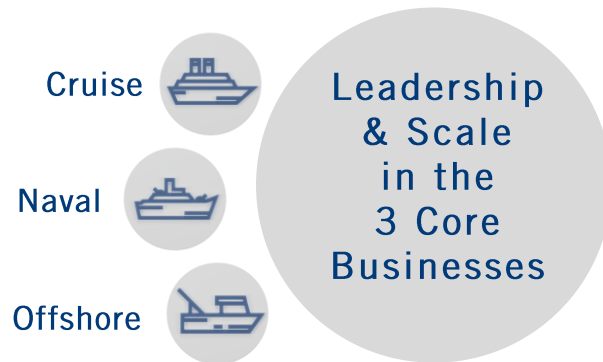 Cruise
Naval
Offshore
Leadership
& Scale
in the
3 Core
Businesses